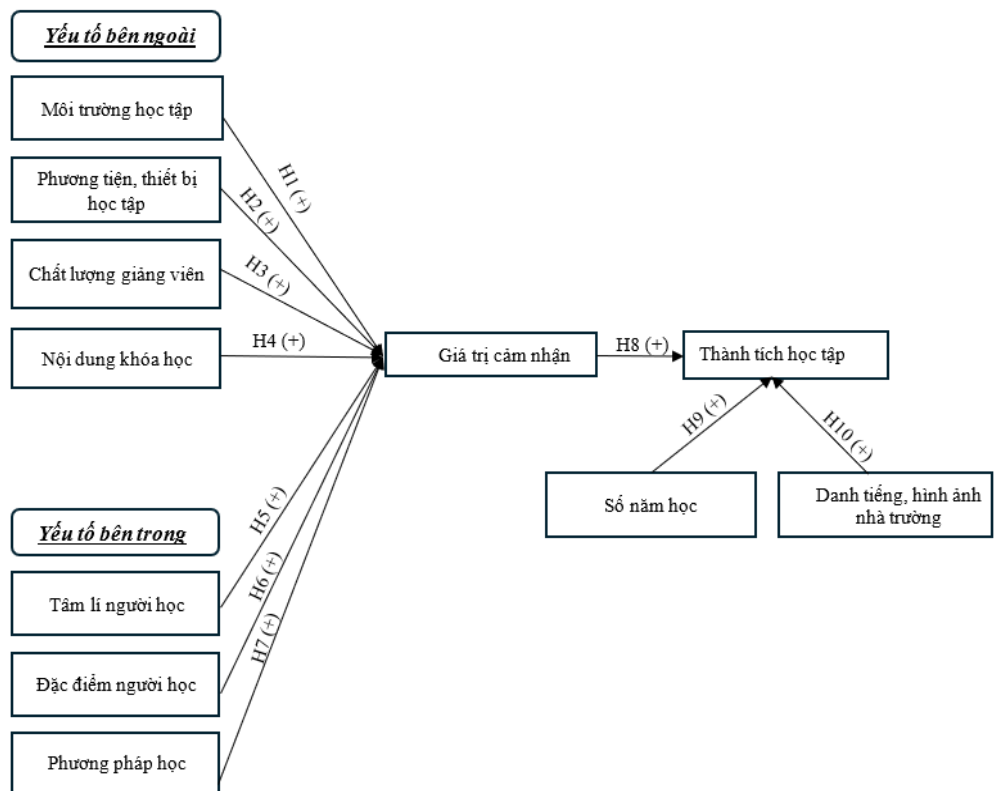 Yếu tố bên ngoài
Môi trường học tập
Phương tiện, thiết bị
học tập
Chất lượng giảng viên
Nội dung khóa học
H1 (+)
H2 (+)
H3 (+)
H4 (+)
Giá trị cảm nhận
H8 (+)
Thành tích học tập
H9 (+)
H10 (+)
Số năm học
Danh tiếng, hình ảnh
nhà trường
Yếu tố bên trong
Tâm lí người học
Đặc điểm người học
Phương pháp học
H5 (+)
H6 (+)
H7 (+)